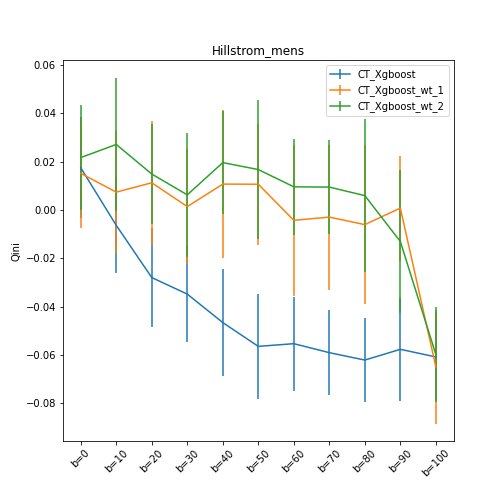 Hillstrom_mens
CT_Xgboost
CT_Xgboost_wt_1
CT_Xgboost_wt_2
Qini
0.06
0.04
0.02
0.00
−0.02
−0.04
−0.06
−0.08
b=0
b=10
b=20
b=30
b=40
b=50
b=60
b=70
b=80
b=90
b=100